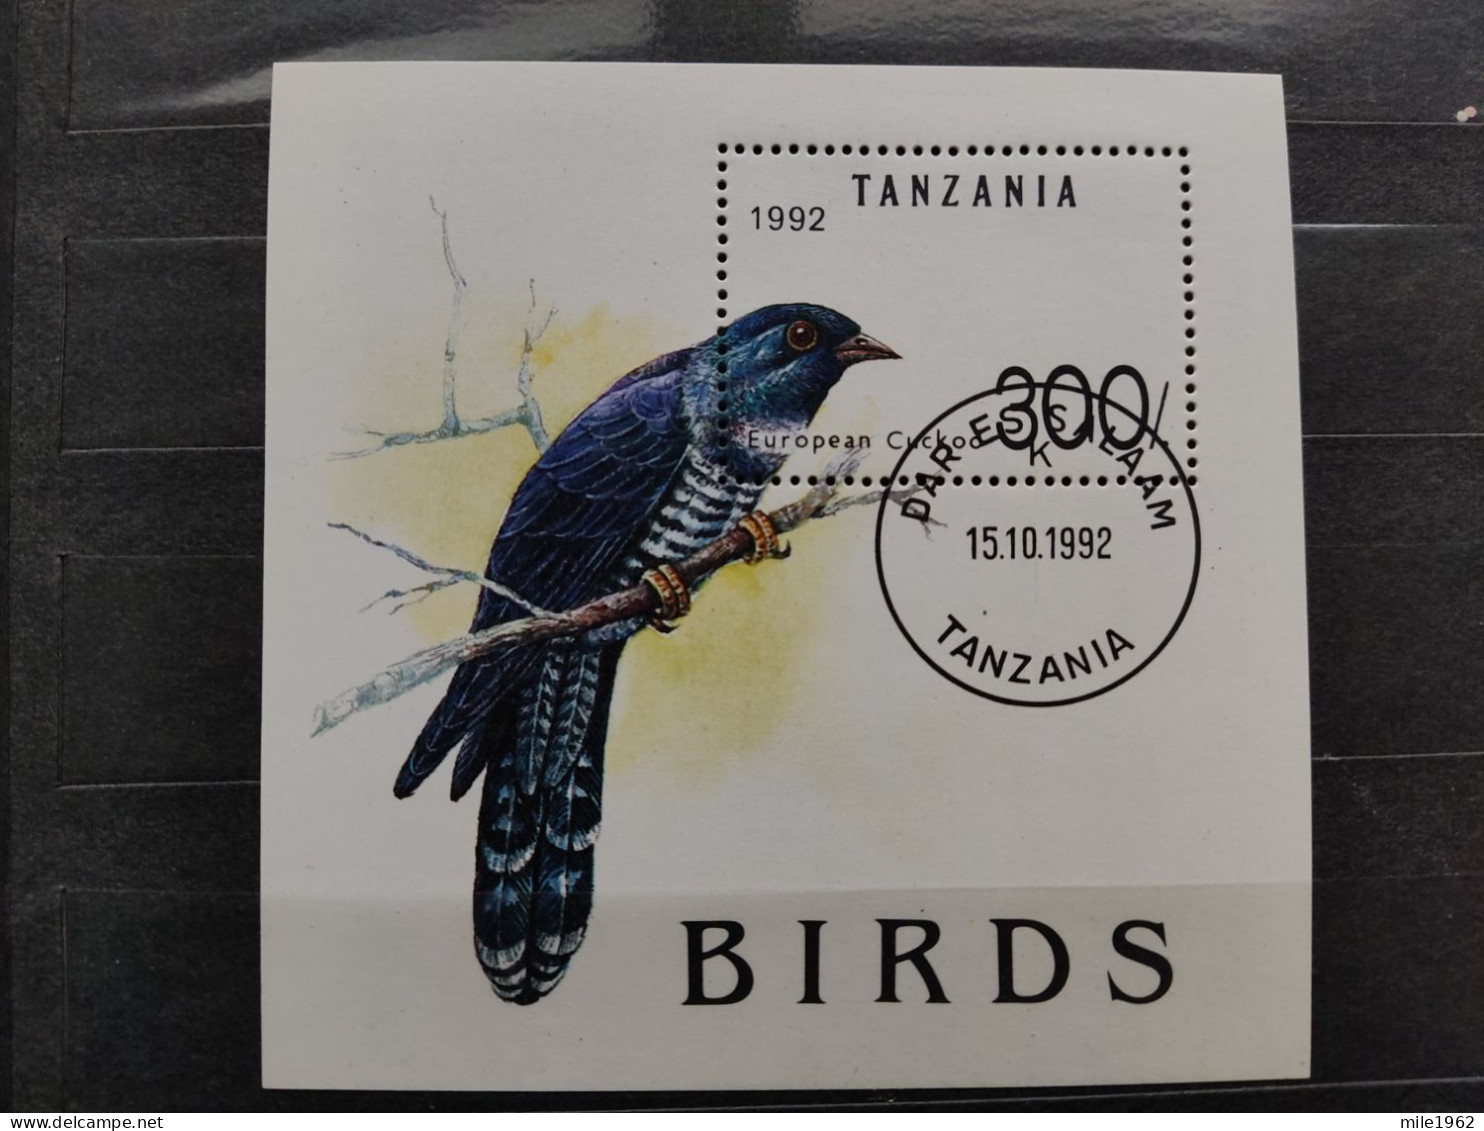 TANZANIA
1992
300/.
European Cuckoo
K
DAR ES SALAAM
15.10.1992
TANZANIA
BIRDS
mile1962